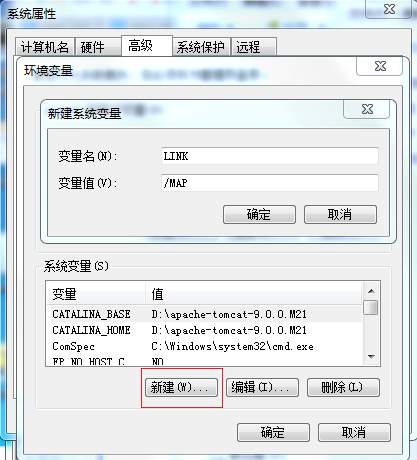 系统属性
计算机名 硬件 高级 系统保护 远程
环境变量
新建系统变量
变量名(N): LINK
变量值(V): /MAP
确定 取消
系统变量(S)
变量 值
CATALINA_BASE D:\apache-tomcat-9.0.0.M21
CATALINA_HOME D:\apache-tomcat-9.0.0.M21
ComSpec C:\Windows\system32\cmd.exe
FP_NO_HOST_C... NO
新建(W)... 编辑(I)... 删除(L)
确定 取消